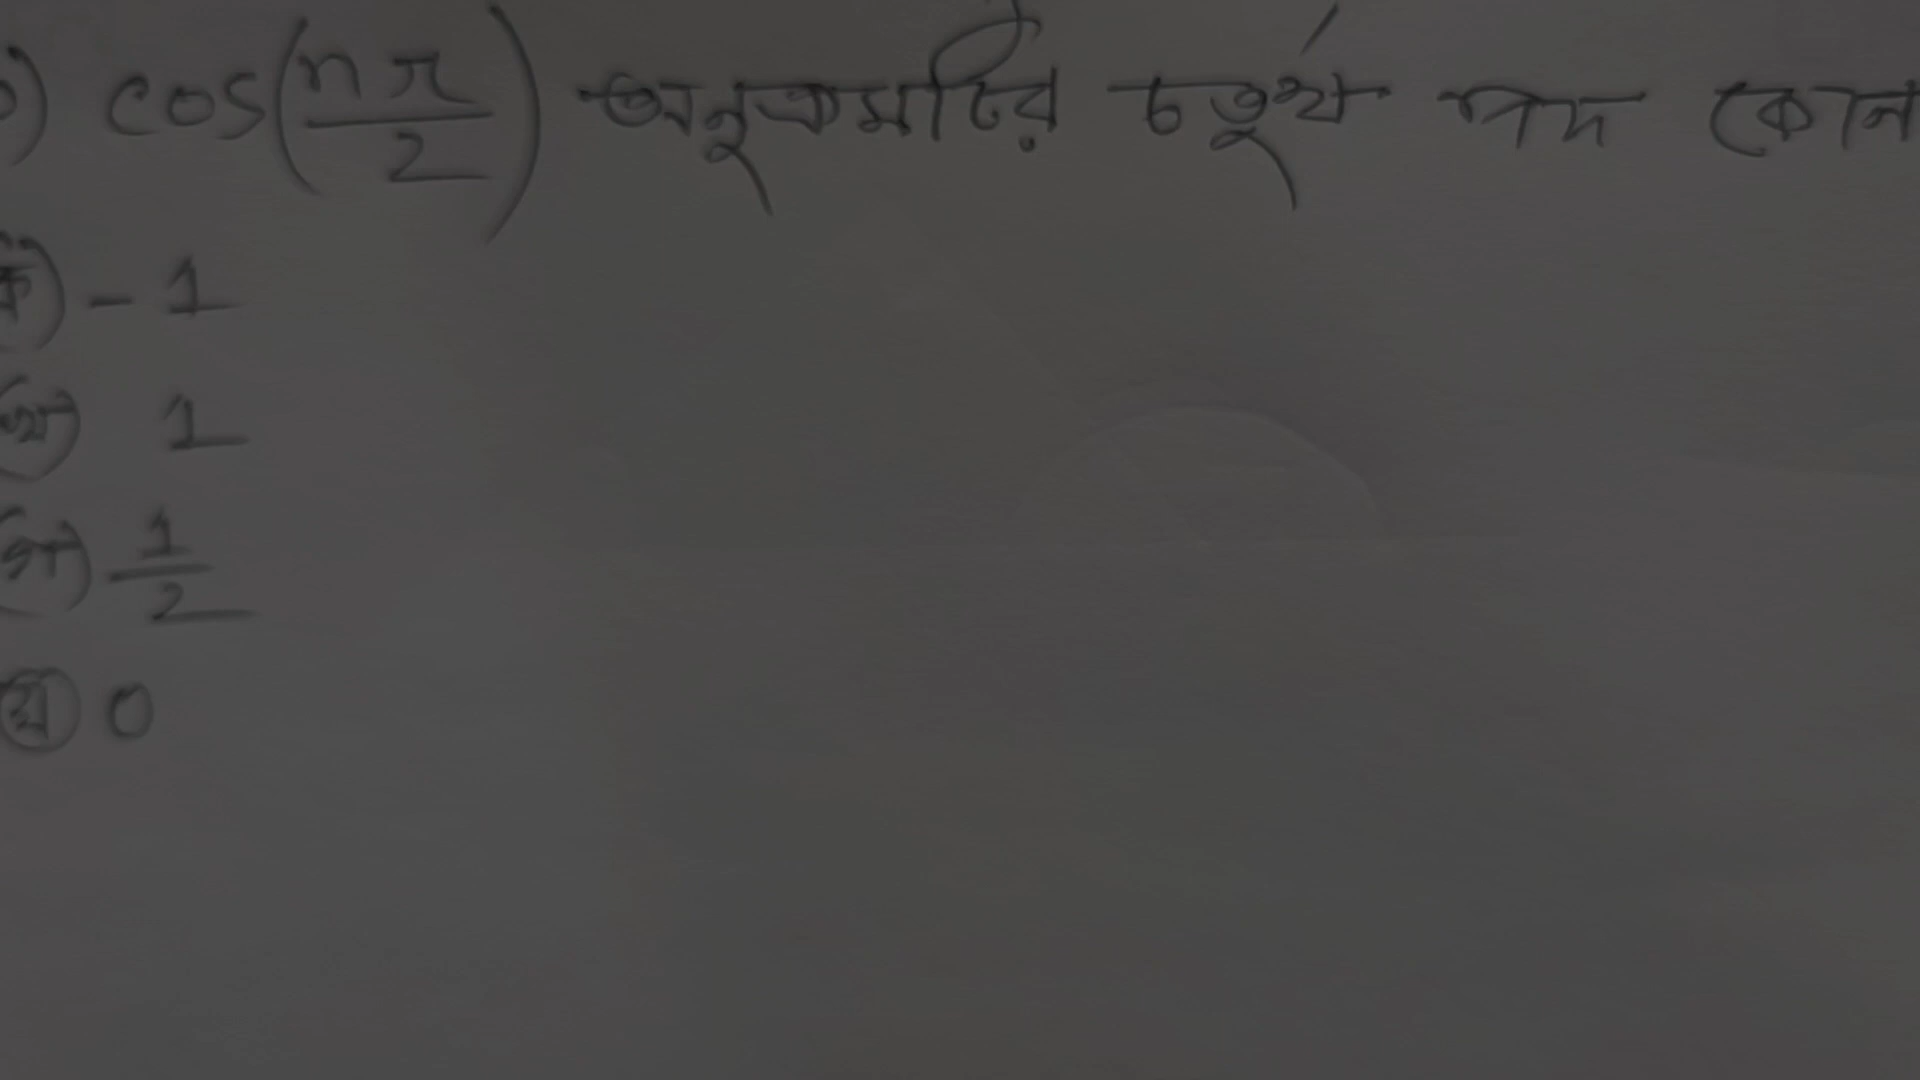 ) cos(nπ/2) অনুক্রমটির চতুর্থ পদ কোন
ক) - 1
খ) 1
গ) 1/2
ঘ) 0